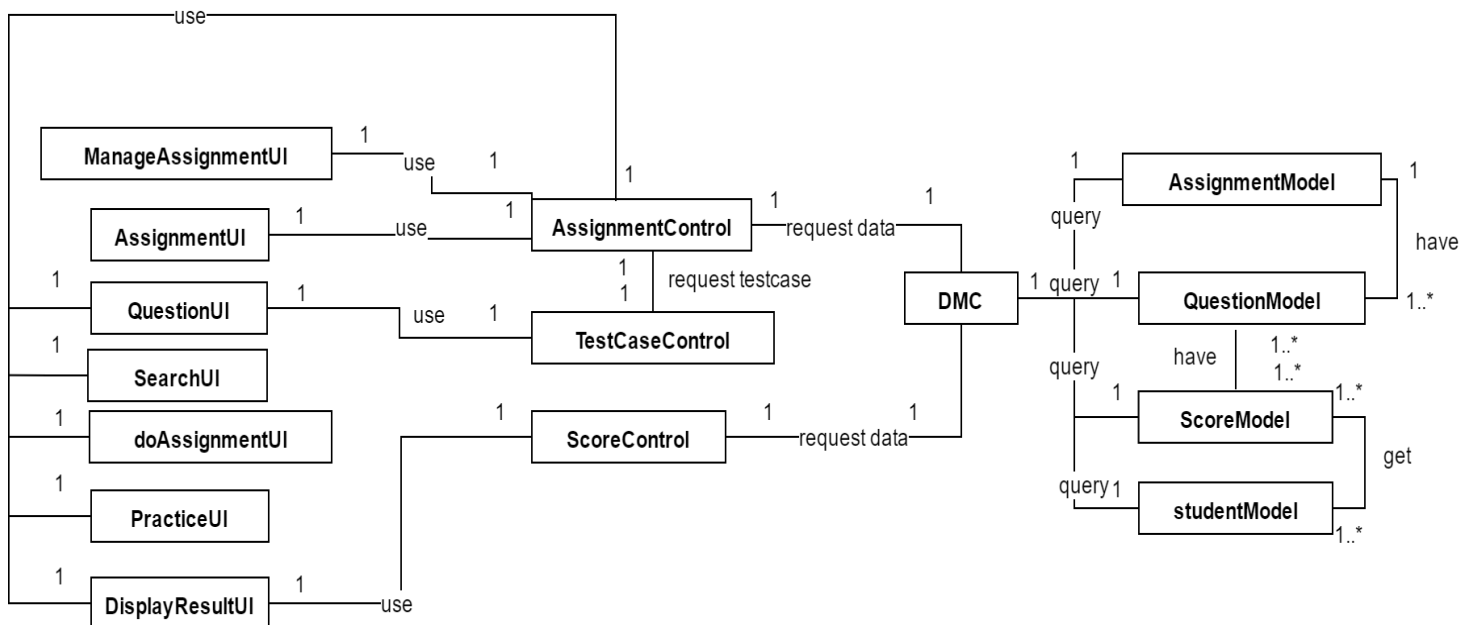 use
ManageAssignmentUI
1
use
1
1
AssignmentUI
1
use
1
AssignmentControl
1
request data
1
1
QuestionUI
1
use
1
1
1
request testcase
TestCaseControl
1
SearchUI
1
doAssignmentUI
1
PracticeUI
1
DisplayResultUI
1
use
1
ScoreControl
1
request data
1
DMC
1
query
1
AssignmentModel
1
have
query
1
QuestionModel
1..*
have
1..*
1..*
query
1
ScoreModel
1..*
get
query
1
studentModel
1..*